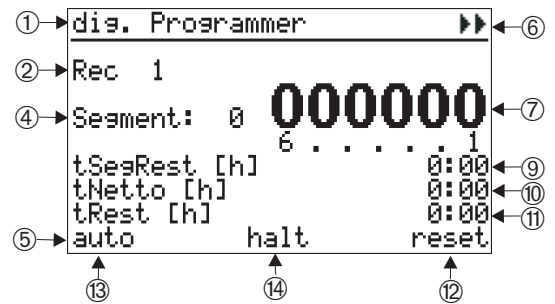 ① dig. Programmer ▶▶ ⑥
② Rec 1
④ Segment: 0 000000 ⑦
6 . . . . 1
tSegRest [h] 0:00 ⑨
tNetto [h] 0:00 ⑩
tRest [h] 0:00 ⑪
⑤ auto halt reset
⑬ ⑭ ⑫